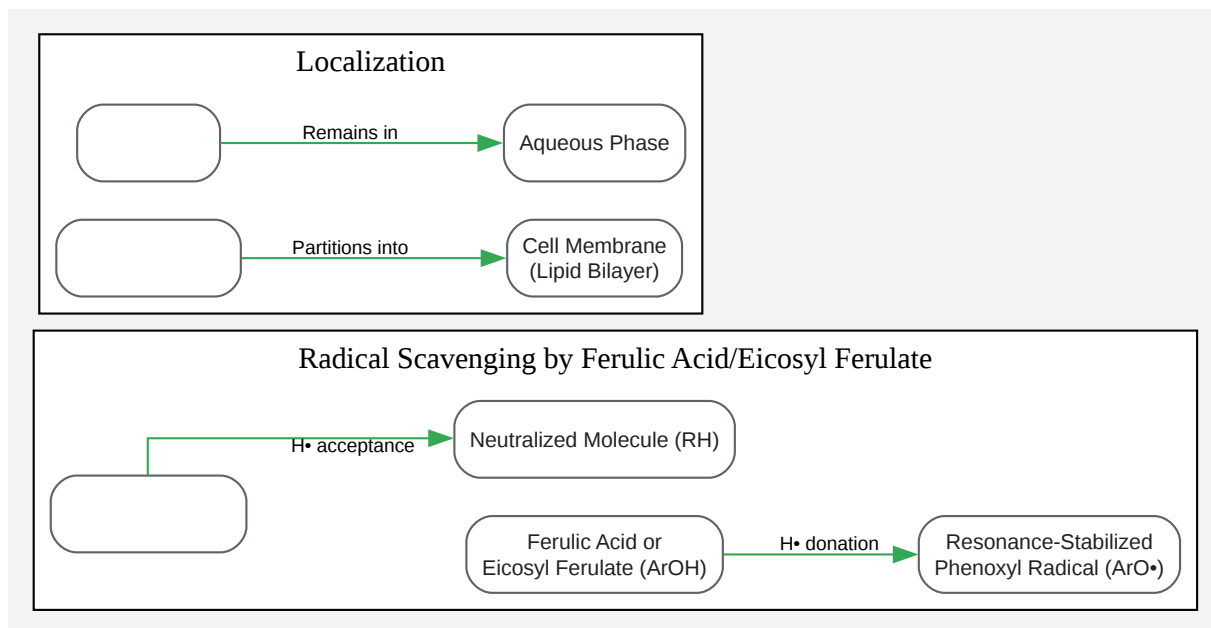 Localization
Remains in
Aqueous Phase
Partitions into
Cell Membrane
(Lipid Bilayer)
Radical Scavenging by Ferulic Acid/Eicosyl Ferulate
H• acceptance
Neutralized Molecule (RH)
Ferulic Acid or
Eicosyl Ferulate (ArOH)
H• donation
Resonance-Stabilized
Phenoxyl Radical (ArO•)